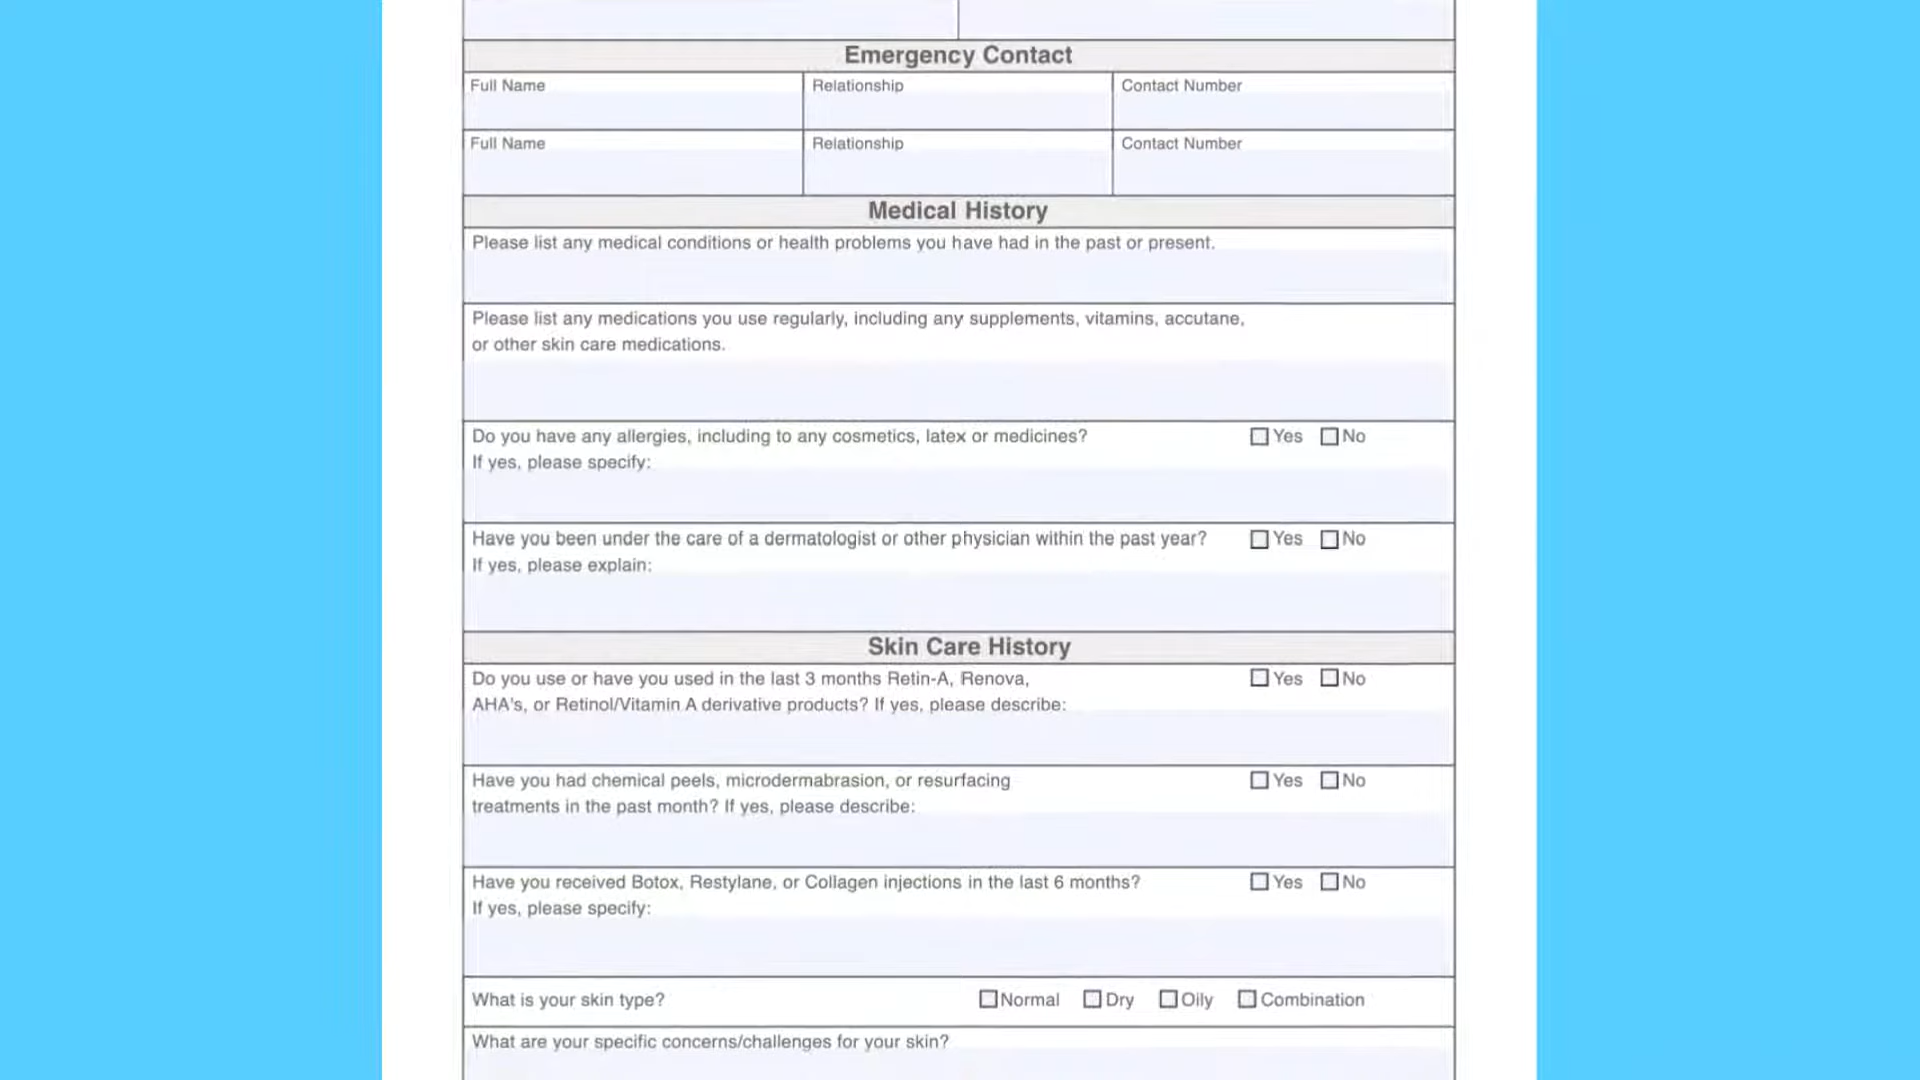 Emergency Contact
Full Name Relationship Contact Number
Full Name Relationship Contact Number
Medical History
Please list any medical conditions or health problems you have had in the past or present.
Please list any medications you use regularly, including any supplements, vitamins, accutane,
or other skin care medications.
Do you have any allergies, including to any cosmetics, latex or medicines? Yes No
If yes, please specify:
Have you been under the care of a dermatologist or other physician within the past year? Yes No
If yes, please explain:
Skin Care History
Do you use or have you used in the last 3 months Retin-A, Renova, Yes No
AHA's, or Retinol/Vitamin A derivative products? If yes, please describe:
Have you had chemical peels, microdermabrasion, or resurfacing Yes No
treatments in the past month? If yes, please describe:
Have you received Botox, Restylane, or Collagen injections in the last 6 months? Yes No
If yes, please specify:
What is your skin type? Normal Dry Oily Combination
What are your specific concerns/challenges for your skin?